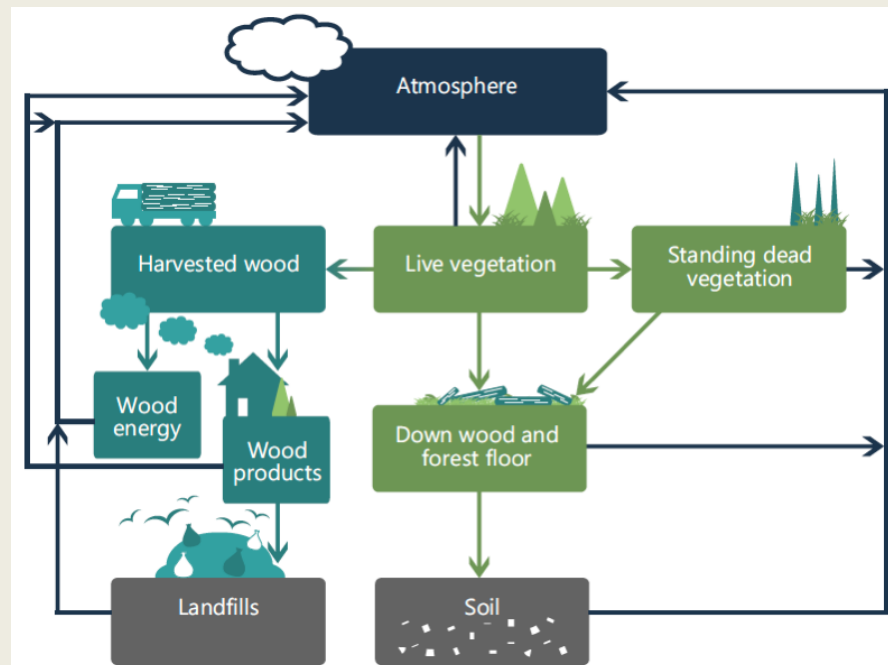 Atmosphere
Harvested wood
Live vegetation
Standing dead
vegetation
Wood
energy
Wood
products
Down wood and
forest floor
Landfills
Soil